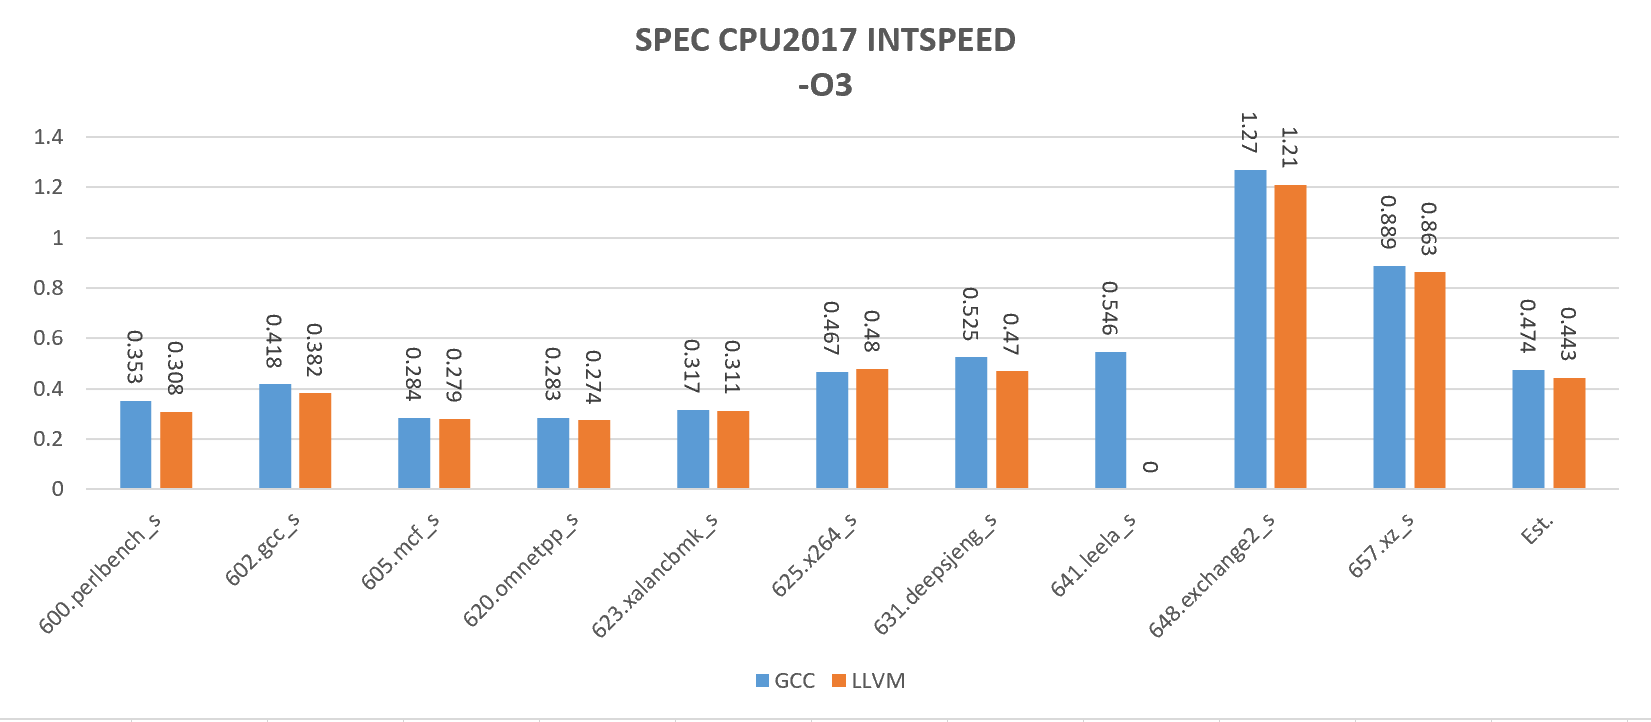 SPEC CPU2017 INTSPEED
-O3
1.4
1.2
1
0.8
0.6
0.4
0.2
0
0.353
0.308
0.418
0.382
0.284
0.279
0.283
0.274
0.317
0.311
0.467
0.48
0.525
0.47
0.546
0
1.27
1.21
0.889
0.863
0.474
0.443
600.perlbench_s
602.gcc_s
605.mcf_s
620.omnetpp_s
623.xalancbmk_s
625.x264_s
631.deepsjeng_s
641.leela_s
648.exchange2_s
657.xz_s
Est.
GCC LLVM